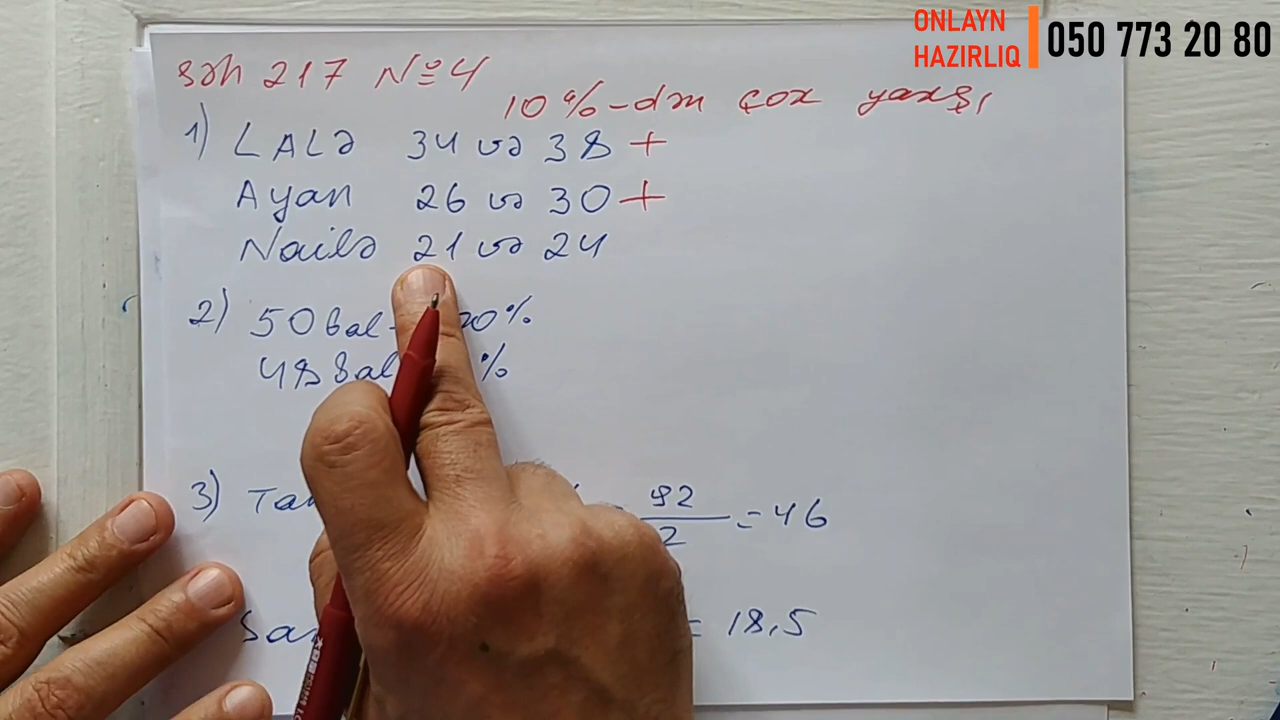 ONLAYN
HAZIRLIQ
050 773 20 80
səh 217 №4
10%-dən çox yaxşı
1) LALə 34 və 38 +
Ayan 26 və 30 +
Nailə 21 və 24
2) 50 bal %
48 bal %
3)
92
= 46
2
= 18,5